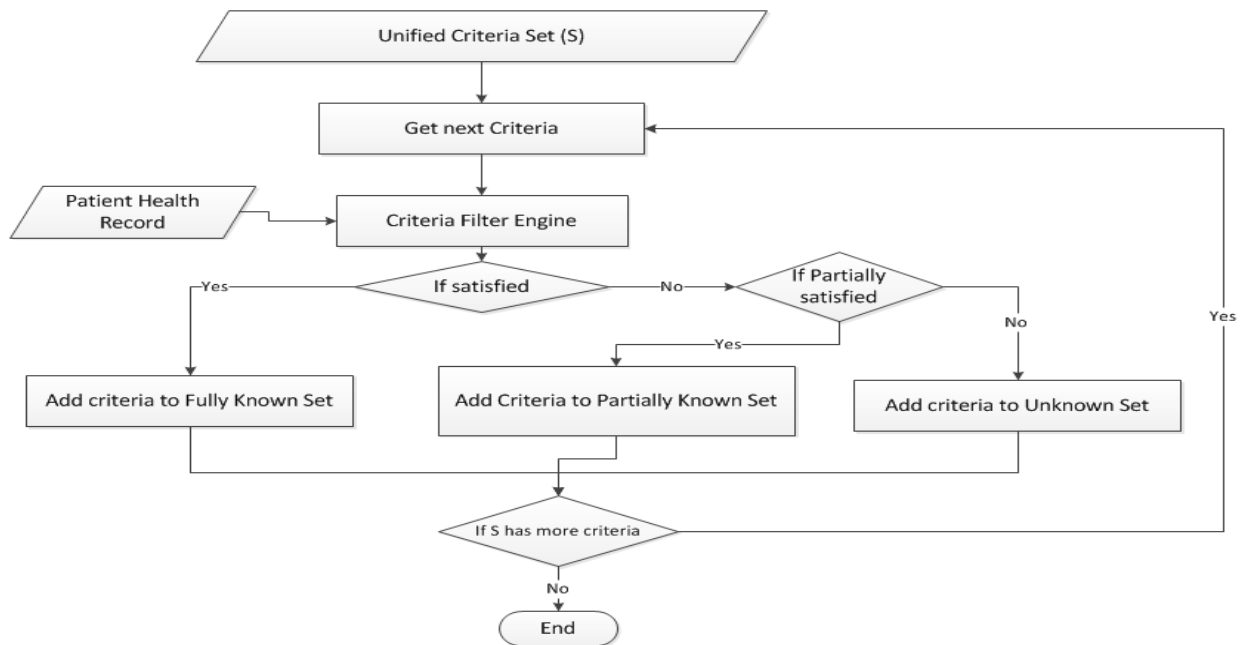 Unified Criteria Set (S)
Get next Criteria
Patient Health
Record
Criteria Filter Engine
If satisfied
Yes
No
If Partially
satisfied
Yes
No
Yes
Add criteria to Fully Known Set
Add Criteria to Partially Known Set
Add criteria to Unknown Set
If S has more criteria
No
End